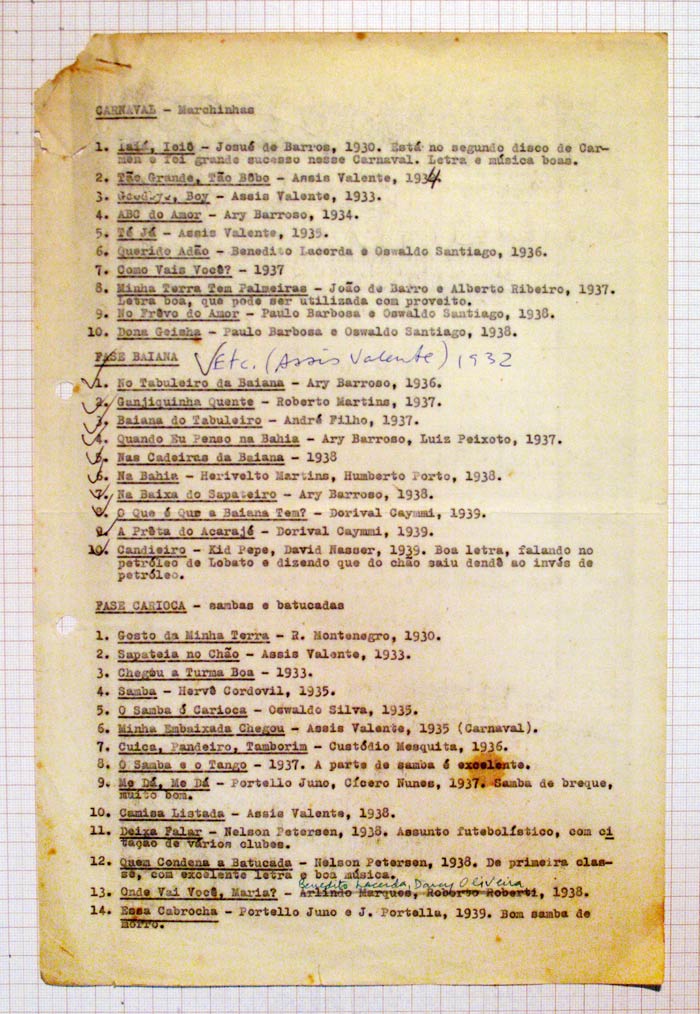 CARNAVAL - Marchinhas
1. Iaiá, Ioiô - Josué de Barros, 1930. Está no segundo disco de Car-
men e foi grande sucesso nesse Carnaval. Letra e música boas.
2. Tão Grande, Tão Bôbo - Assis Valente, 1934
3. Goodbye, Boy - Assis Valente, 1933.
4. ABC do Amor - Ary Barroso, 1934.
5. Té Já - Assis Valente, 1935.
6. Querido Adão - Benedito Lacerda e Oswaldo Santiago, 1936.
7. Como Vais Você? - 1937
8. Minha Terra Tem Palmeiras - João de Barro e Alberto Ribeiro, 1937.
Letra boa, que pode ser utilizada com proveito.
9. No Frêvo do Amor - Paulo Barbosa e Oswaldo Santiago, 1938.
10. Dona Geisha - Paulo Barbosa e Oswaldo Santiago, 1938.
FASE BAIANA √Etc. (Assis Valente) 1932
1. No Tabuleiro da Baiana - Ary Barroso, 1936.
2. Ganjiquinha Quente - Roberto Martins, 1937.
3. Baiana do Tabuleiro - André Filho, 1937.
4. Quando Eu Penso na Bahia - Ary Barroso, Luiz Peixoto, 1937.
5. Nas Cadeiras da Baiana - 1938
6. Na Bahia - Herivelto Martins, Humberto Porto, 1938.
7. Na Baixa do Sapateiro - Ary Barroso, 1938.
8. O Que é Que a Baiana Tem? - Dorival Caymmi, 1939.
9. A Prêta do Acarajé - Dorival Caymmi, 1939.
10. Candieiro - Kid Pepe, David Nasser, 1939. Boa letra, falando no
petróleo de Lobato e dizendo que do chão saiu dendê ao invés de
petróleo.
FASE CARIOCA - sambas e batucadas
1. Gosto da Minha Terra - R. Montenegro, 1930.
2. Sapateia no Chão - Assis Valente, 1933.
3. Chegou a Turma Boa - 1933.
4. Samba - Hervê Cordovil, 1935.
5. O Samba é Carioca - Oswaldo Silva, 1935.
6. Minha Embaixada Chegou - Assis Valente, 1935 (Carnaval).
7. Cuica, Pandeiro, Tamborim - Custódio Mesquita, 1936.
8. O Samba e o Tango - 1937. A parte de samba é excelente.
9. Me Dá, Me Dá - Portello Juno, Cícero Nunes, 1937. Samba de breque,
muito bom.
10. Camisa Listada - Assis Valente, 1938.
11. Deixa Falar - Nelson Petersen, 1938. Assunto futebolístico, com ci
tação de vários clubes.
12. Quem Condena a Batucada - Nelson Petersen, 1938. De primeira clas-
se, com excelente letra e boa música.
Benedito Lacerda, Darcy Oliveira
13. Onde Vai Você, Maria? - Arlindo Marques, Roberto Roberti, 1938.
14. Essa Cabrocha - Portello Juno e J. Portella, 1939. Bom samba de
morro.